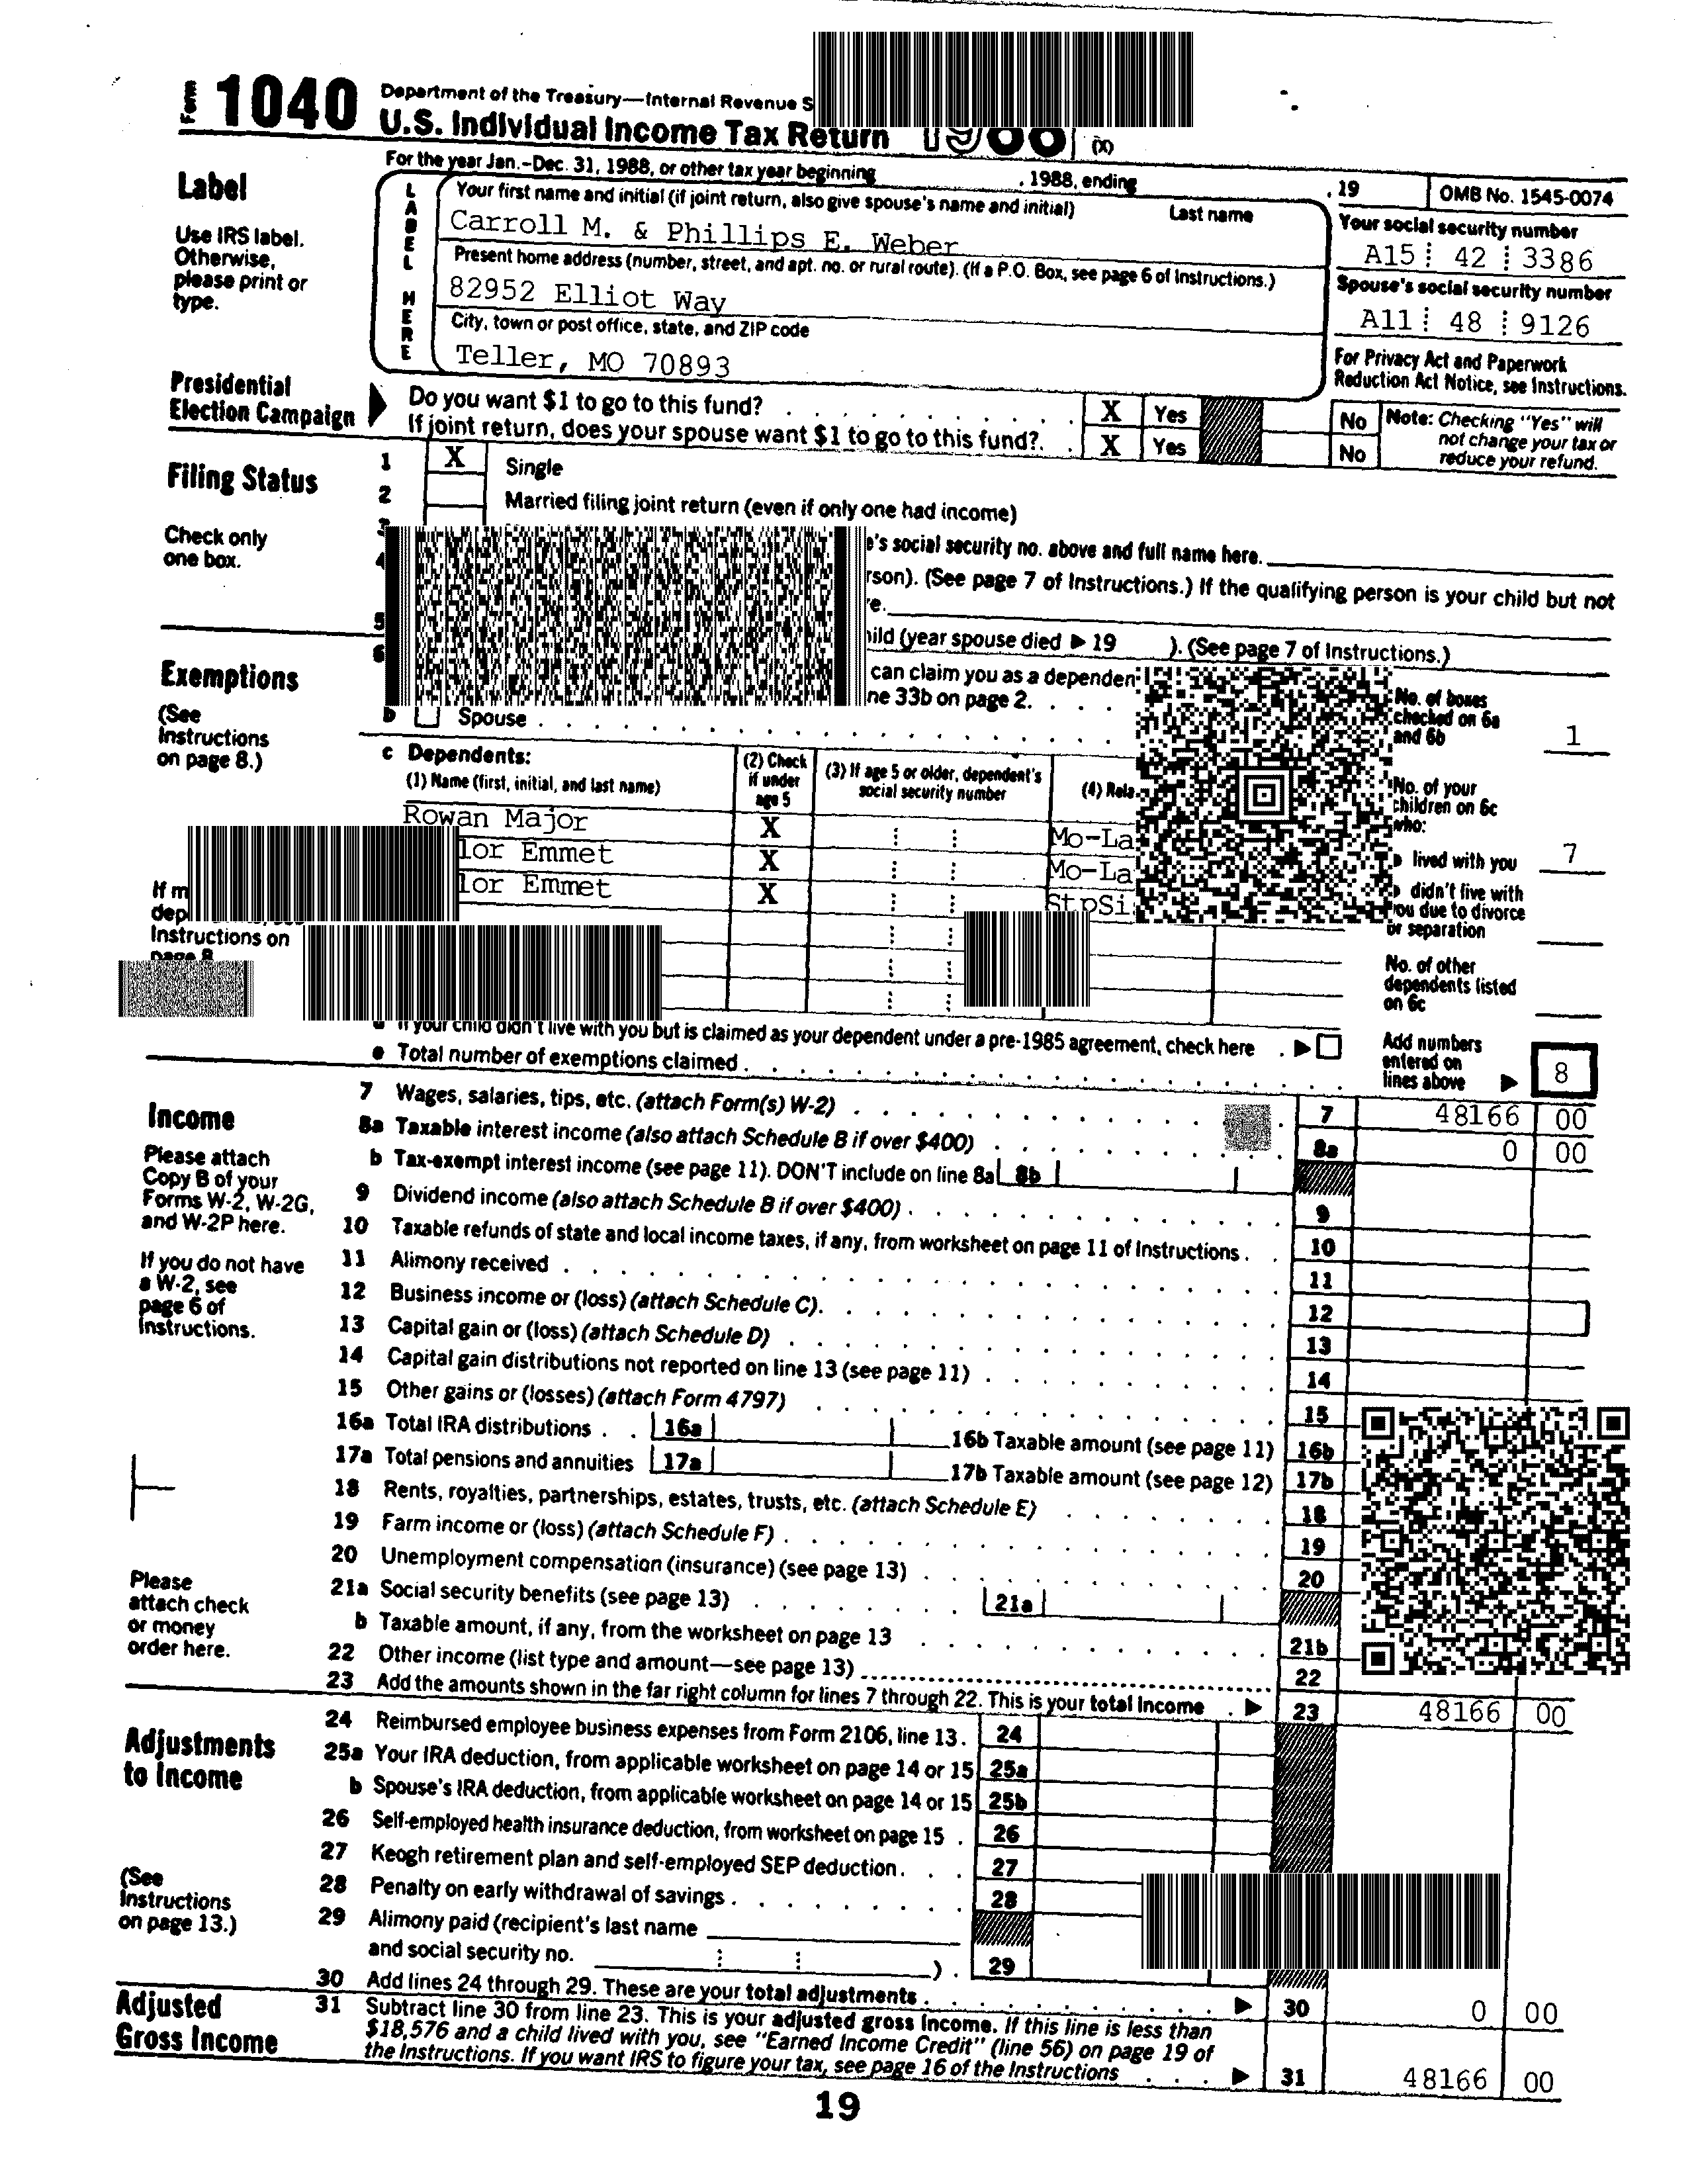 Form 1040 Department of the Treasury—Internal Revenue
U.S. Individual Income Tax Return
(X)
For the year Jan.–Dec. 31, 1988, or other tax year beginning , 1988, ending , 19 OMB No. 1545-0074
Label
Use IRS label.
Otherwise,
please print or
type.
LABEL HERE
Your first name and initial (if joint return, also give spouse's name and initial) Last name
Carroll M. & Phillips E. Weber
Your social security number
A15 42 3386
Present home address (number, street, and apt. no. or rural route). (If a P.O. Box, see page 6 of Instructions.)
82952 Elliot Way
Spouse's social security number
A11 48 9126
City, town or post office, state, and ZIP code
Teller, MO 70893
For Privacy Act and Paperwork
Reduction Act Notice, see Instructions.
Presidential
Election Campaign
Do you want $1 to go to this fund? X Yes No
If joint return, does your spouse want $1 to go to this fund? X Yes No
Note: Checking "Yes" will
not change your tax or
reduce your refund.
Filing Status
Check only
one box.
1 X Single
2 Married filing joint return (even if only one had income)
's social security no. above and full name here.
4
. (See page 7 of Instructions.) If the qualifying person is your child but not
5
(year spouse died ▶ 19 ). (See page 7 of Instructions.)
Exemptions
(See
Instructions
on page 8.)
6
can claim you as a
33b on page 2.
b Spouse
No. of boxes
checked on 6a
and 6b 1
c Dependents:
(1) Name (first, initial, and last name)
(2) Check
if under
age 5
(3) If age 5 or older, dependent's
social security number
(4)
No. of your
children on 6c
who:
Rowan Major X
Emmet X
Emmet X
lived with you 7
didn't live with
you due to divorce
or separation
No. of other
dependents listed
on 6c
If
Instructions on
page 8
If your child didn't live with you but is claimed as your dependent under a pre-1985 agreement, check here ▶
e Total number of exemptions claimed
Add numbers
entered on
lines above ▶ 8
Income
Please attach
Copy B of your
Forms W-2, W-2G,
and W-2P here.
If you do not have
a W-2, see
page 6 of
Instructions.
Please
attach check
or money
order here.
7 Wages, salaries, tips, etc. (attach Form(s) W-2) 7 48166 00
8a Taxable interest income (also attach Schedule B if over $400) 8a 0 00
b Tax-exempt interest income (see page 11). DON'T include on line 8a 8b
9 Dividend income (also attach Schedule B if over $400) 9
10 Taxable refunds of state and local income taxes, if any, from worksheet on page 11 of Instructions 10
11 Alimony received 11
12 Business income or (loss) (attach Schedule C) 12
13 Capital gain or (loss) (attach Schedule D) 13
14 Capital gain distributions not reported on line 13 (see page 11) 14
15 Other gains or (losses) (attach Form 4797) 15
16a Total IRA distributions 16a 16b Taxable amount (see page 11) 16b
17a Total pensions and annuities 17a 17b Taxable amount (see page 12) 17b
18 Rents, royalties, partnerships, estates, trusts, etc. (attach Schedule E) 18
19 Farm income or (loss) (attach Schedule F) 19
20 Unemployment compensation (insurance) (see page 13) 20
21a Social security benefits (see page 13) 21a
b Taxable amount, if any, from the worksheet on page 13 21b
22 Other income (list type and amount—see page 13) 22
23 Add the amounts shown in the far right column for lines 7 through 22. This is your total income ▶ 23 48166 00
Adjustments
to Income
(See
Instructions
on page 13.)
24 Reimbursed employee business expenses from Form 2106, line 13. 24
25a Your IRA deduction, from applicable worksheet on page 14 or 15 25a
b Spouse's IRA deduction, from applicable worksheet on page 14 or 15 25b
26 Self-employed health insurance deduction, from worksheet on page 15 26
27 Keogh retirement plan and self-employed SEP deduction 27
28 Penalty on early withdrawal of savings 28
29 Alimony paid (recipient's last name
and social security no. ) 29
30 Add lines 24 through 29. These are your total adjustments ▶ 30 0 00
Adjusted
Gross Income
31 Subtract line 30 from line 23. This is your adjusted gross income. If this line is less than
$18,576 and a child lived with you, see "Earned Income Credit" (line 56) on page 19 of
the Instructions. If you want IRS to figure your tax, see page 16 of the Instructions ▶ 31 48166 00
19